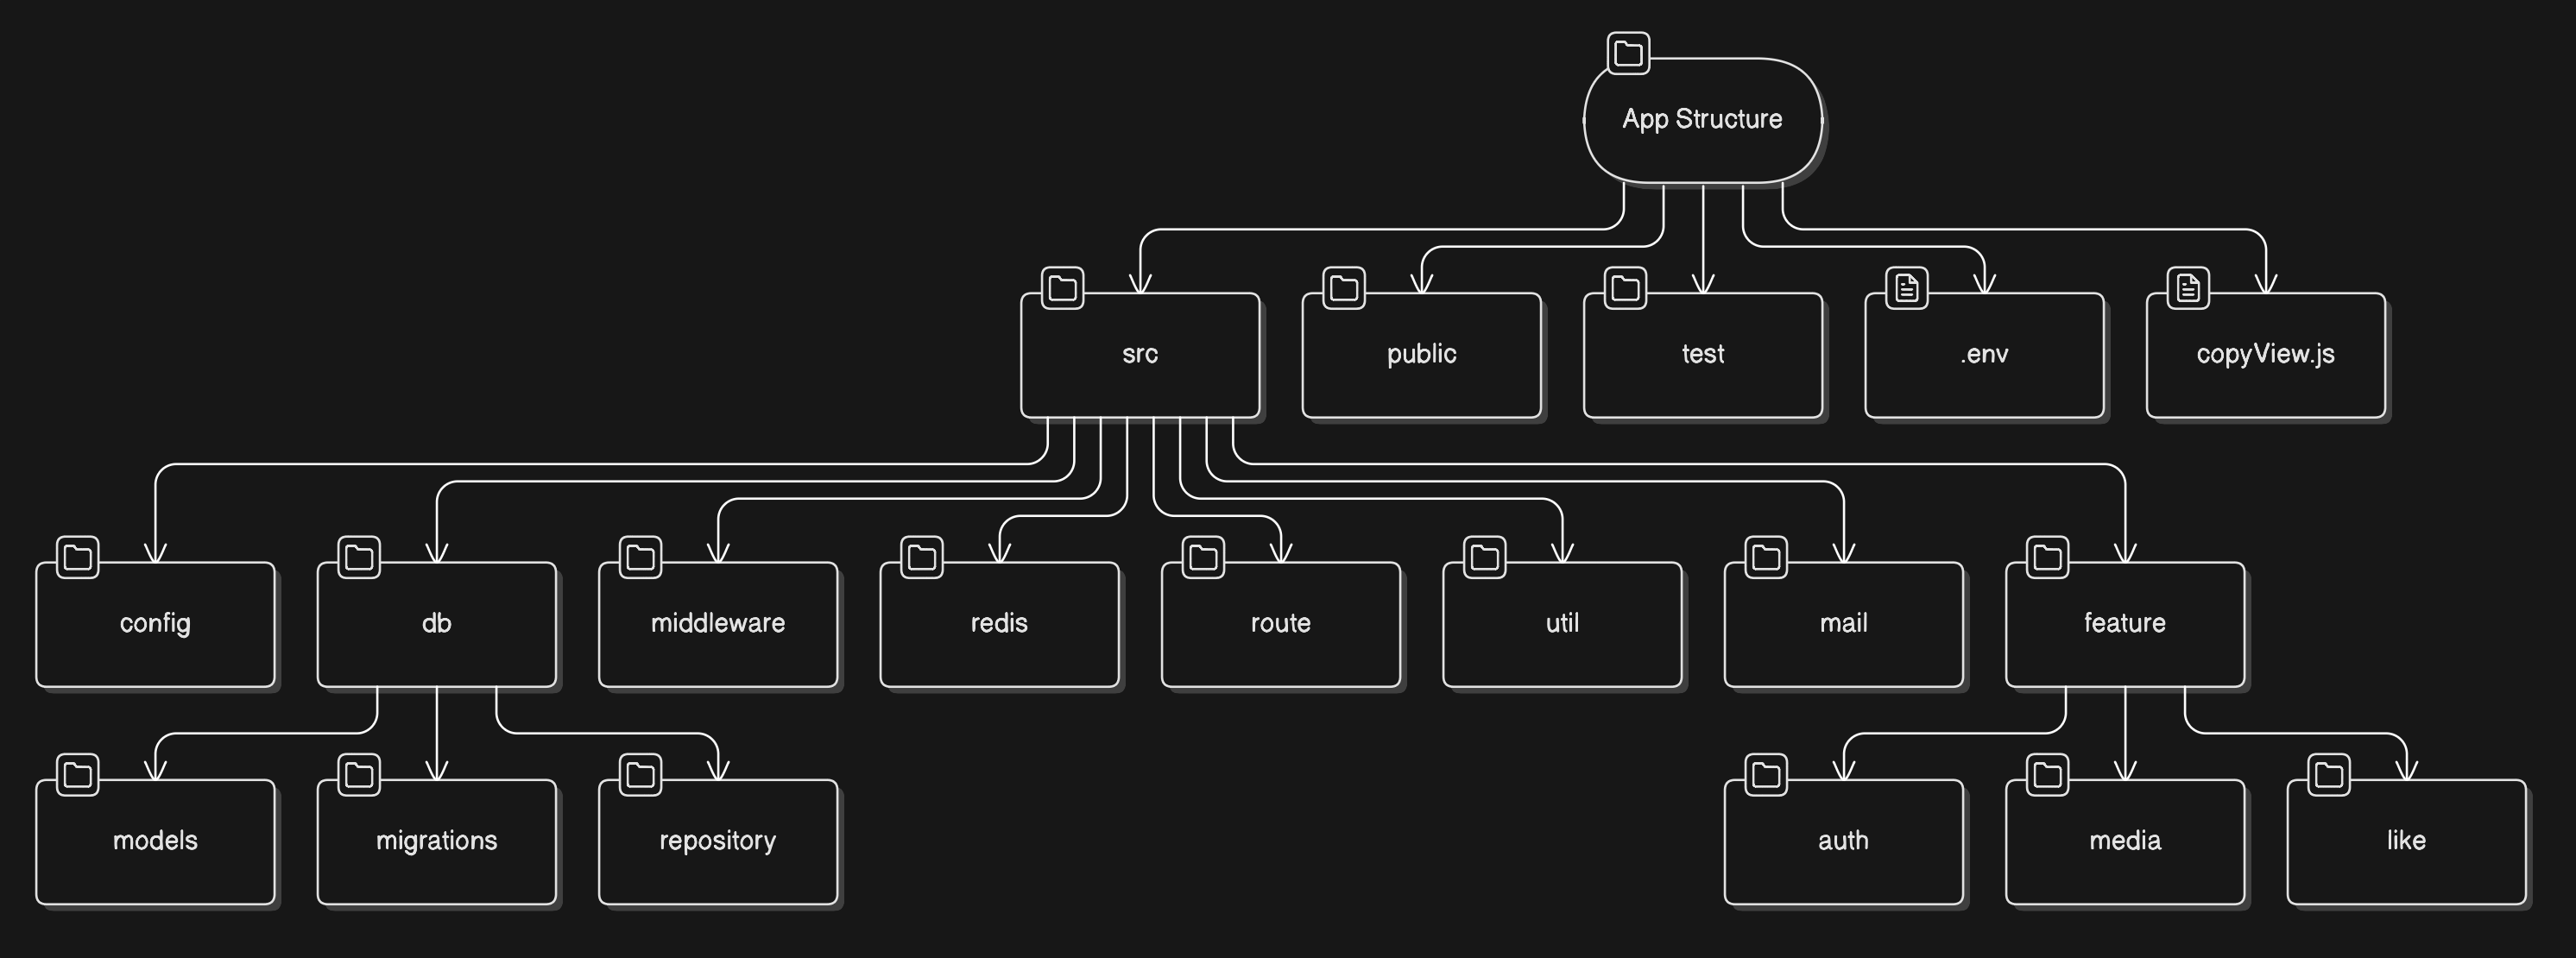 App Structure
src
public
test
.env
copyView.js
config
db
middleware
redis
route
util
mail
feature
models
migrations
repository
auth
media
like